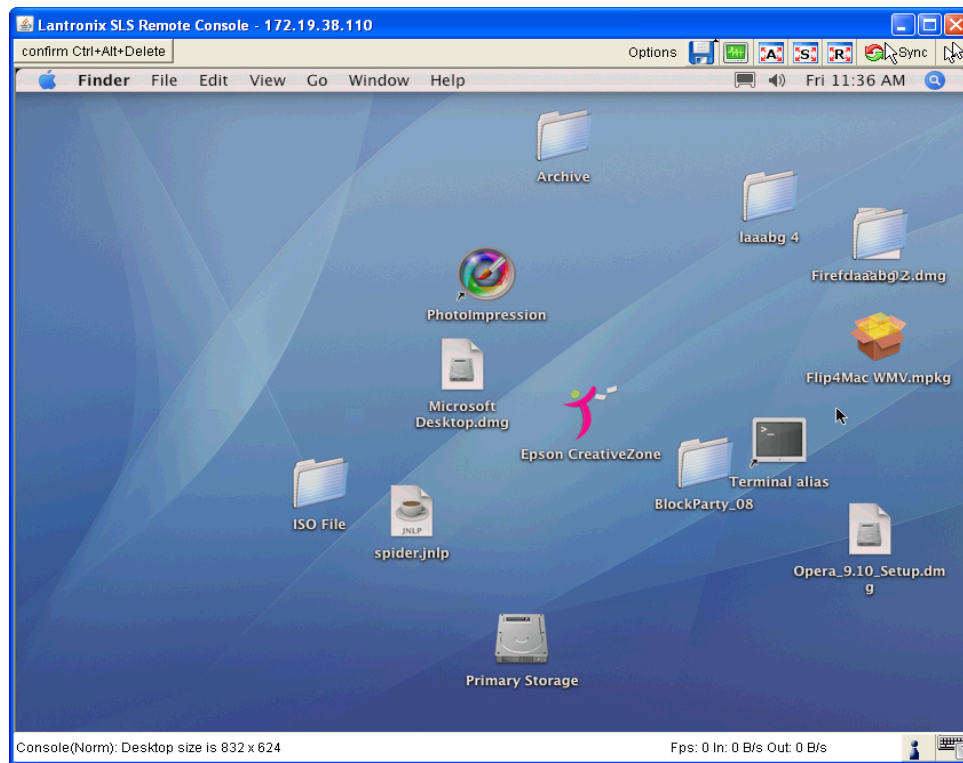 Lantronix SLS Remote Console - 172.19.38.110
confirm Ctrl+Alt+Delete
Options
A
S
R
Sync
Finder File Edit View Go Window Help
Fri 11:36 AM
Archive
laaabg 4
PhotoImpression
Flip4Mac WMV.mpkg
Microsoft
Desktop.dmg
Epson CreativeZone
>_
Terminal alias
BlockParty_08
ISO File
JNLP
spider.jnlp
Opera_9.10_Setup.dm
g
Primary Storage
Console(Norm): Desktop size is 832 x 624
Fps: 0 In: 0 B/s Out: 0 B/s